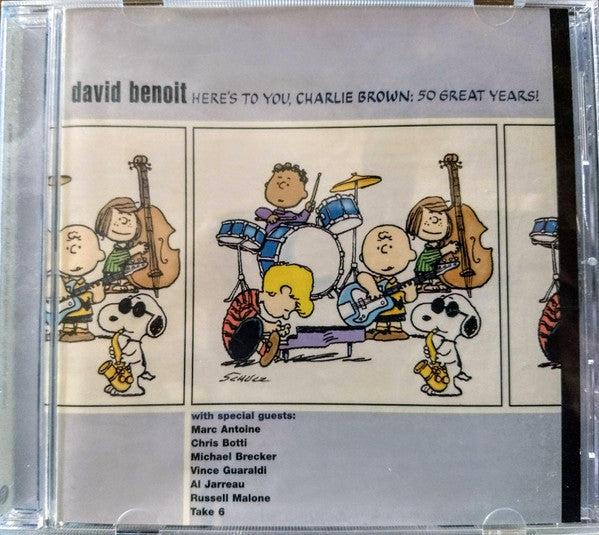 david benoit HERE'S TO YOU, CHARLIE BROWN: 50 GREAT YEARS!
SCHULZ
with special guests:
Marc Antoine
Chris Botti
Michael Brecker
Vince Guaraldi
Al Jarreau
Russell Malone
Take 6